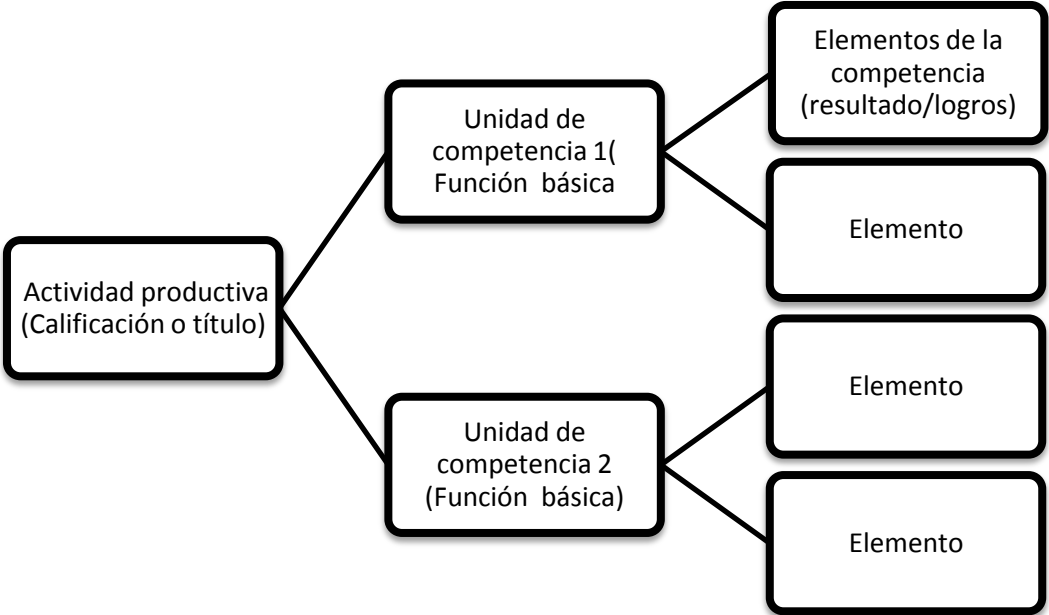 Actividad productiva
(Calificación o título)
Unidad de
competencia 1(
Función  básica
Elementos de la
competencia
(resultado/logros)
Elemento
Unidad de
competencia 2
(Función  básica)
Elemento
Elemento